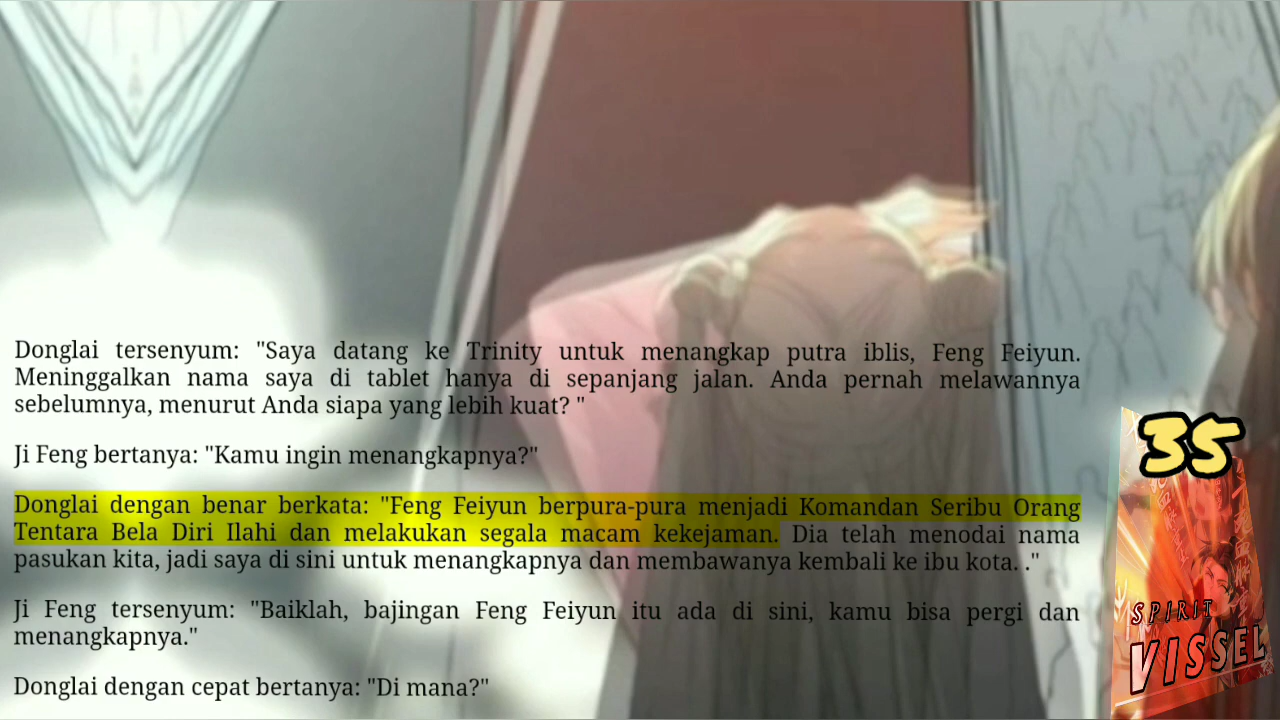 Donglai tersenyum: "Saya datang ke Trinity untuk menangkap putra iblis, Feng Feiyun.
Meninggalkan nama saya di tablet hanya di sepanjang jalan. Anda pernah melawannya
sebelumnya, menurut Anda siapa yang lebih kuat? "
Ji Feng bertanya: "Kamu ingin menangkapnya?"
Donglai dengan benar berkata: "Feng Feiyun berpura-pura menjadi Komandan Seribu Orang
Tentara Bela Diri Ilahi dan melakukan segala macam kekejaman. Dia telah menodai nama
pasukan kita, jadi saya di sini untuk menangkapnya dan membawanya kembali ke ibu kota. ."
Ji Feng tersenyum: "Baiklah, bajingan Feng Feiyun itu ada di sini, kamu bisa pergi dan
menangkapnya."
Donglai dengan cepat bertanya: "Di mana?"
35
SPIRIT
VISSEL